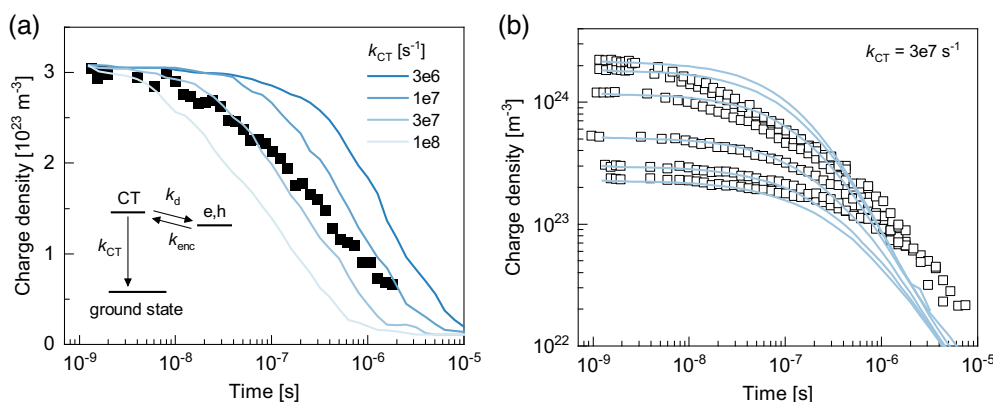 (a)
k_CT [s⁻¹]
3e6
1e7
3e7
1e8
Charge density [10²³ m⁻³]
3
2
1
0
CT
k_d
e,h
k_enc
k_CT
ground state
10⁻⁹ 10⁻⁸ 10⁻⁷ 10⁻⁶ 10⁻⁵
Time [s]
(b)
k_CT = 3e7 s⁻¹
Charge density [m⁻³]
10²⁴
10²³
10²²
10⁻⁹ 10⁻⁸ 10⁻⁷ 10⁻⁶ 10⁻⁵
Time [s]